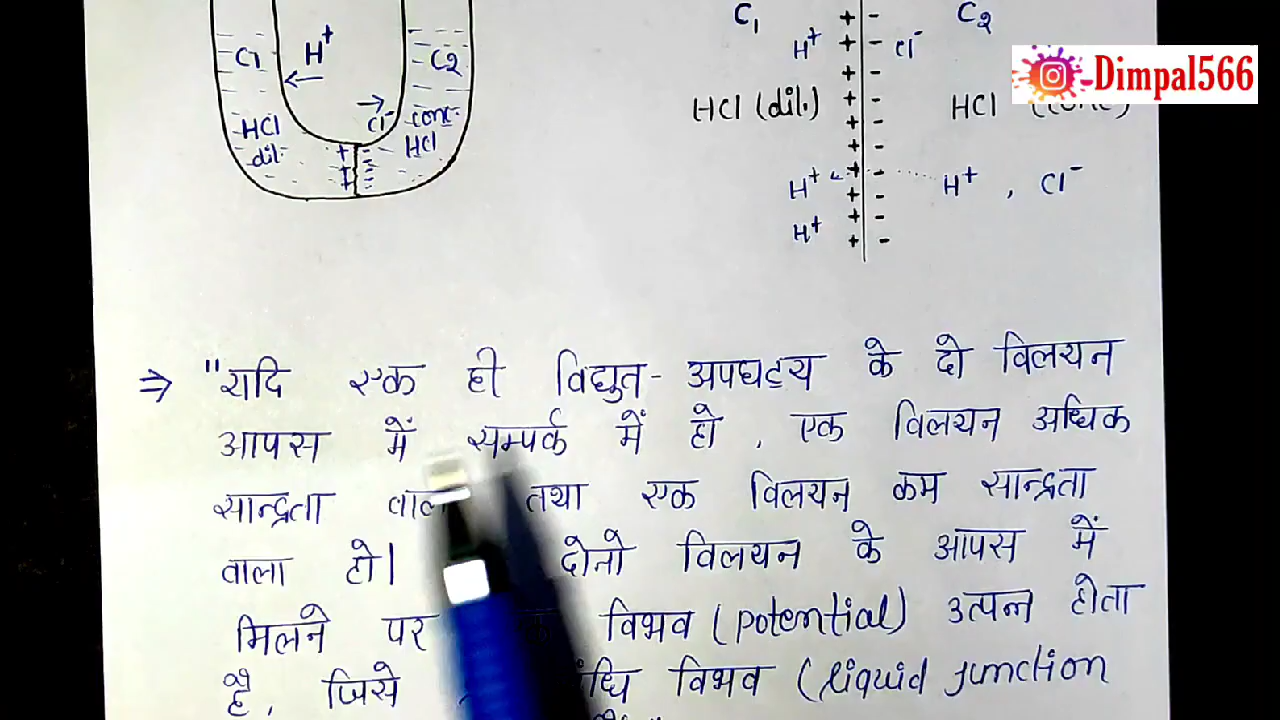 C1 H+ C2
Cl-
HCl dil. conc. HCl
C1 C2
H+ Cl-
-Dimpal566
HCl (dil.) HCl
H+ H+ , Cl-
H+
⇒ "यदि एक ही विद्युत - अपघट्य के दो विलयन
आपस में सम्पर्क में हो , एक विलयन अधिक
सान्द्रता तथा एक विलयन कम सान्द्रता
वाला हो। दोनो विलयन के आपस में
मिलने पर विभव (potential) उत्पन्न होता
है, जिसे विभव (liquid junction